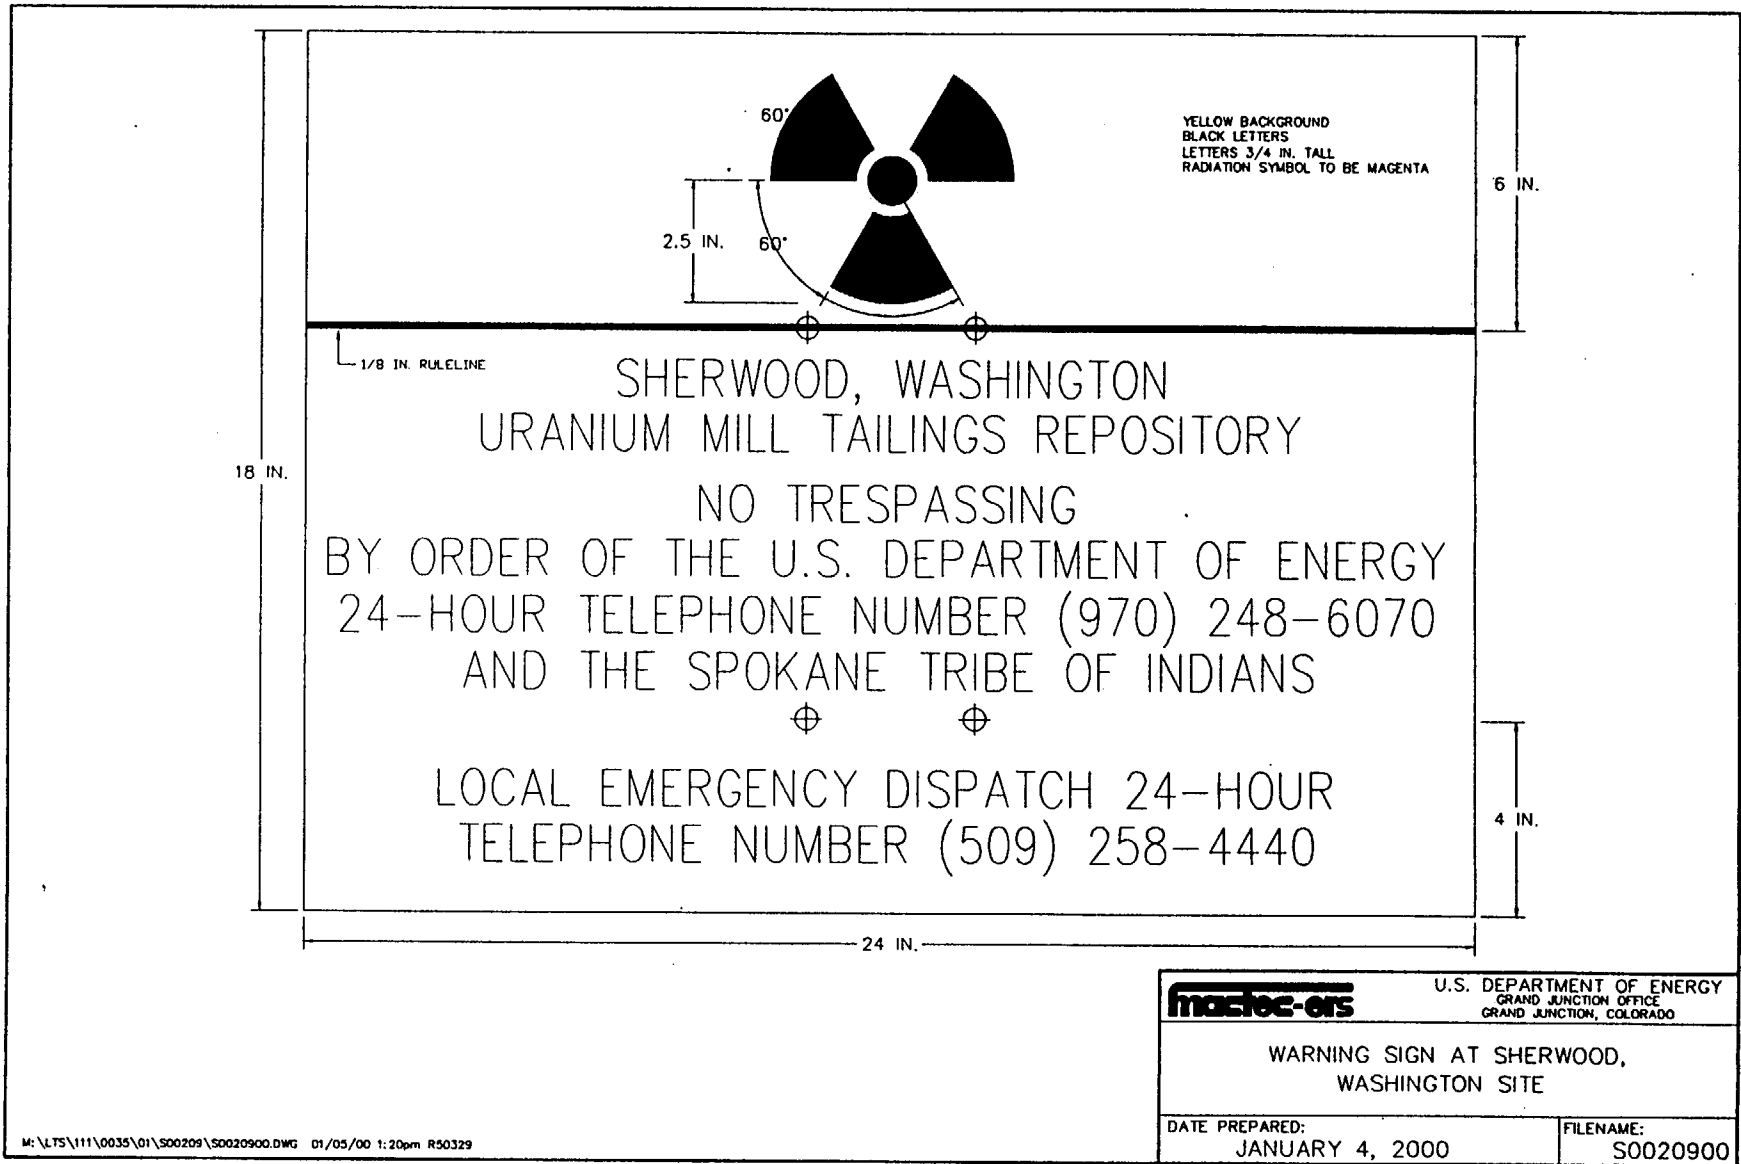 60°
YELLOW BACKGROUND
BLACK LETTERS
LETTERS 3/4 IN. TALL
RADIATION SYMBOL TO BE MAGENTA
6 IN.
2.5 IN.
60°
1/8 IN. RULELINE
SHERWOOD, WASHINGTON
URANIUM MILL TAILINGS REPOSITORY
18 IN.
NO TRESPASSING
BY ORDER OF THE U.S. DEPARTMENT OF ENERGY
24-HOUR TELEPHONE NUMBER (970) 248-6070
AND THE SPOKANE TRIBE OF INDIANS
LOCAL EMERGENCY DISPATCH 24-HOUR
TELEPHONE NUMBER (509) 258-4440
4 IN.
24 IN.
mactec-ers
U.S. DEPARTMENT OF ENERGY
GRAND JUNCTION OFFICE
GRAND JUNCTION, COLORADO
WARNING SIGN AT SHERWOOD,
WASHINGTON SITE
DATE PREPARED:
JANUARY 4, 2000
FILENAME:
S0020900
M:\LTS\111\0035\01\S00209\S0020900.DWG 01/05/00 1:20pm R50329